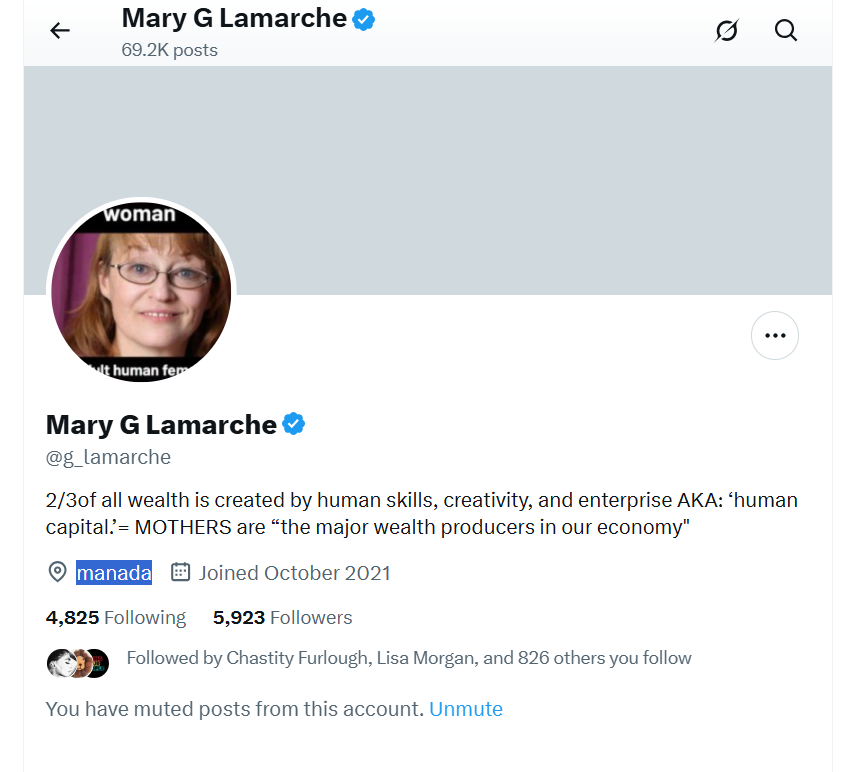 Mary G Lamarche
69.2K posts
woman
ult human fem
Mary G Lamarche
@g_lamarche
2/3of all wealth is created by human skills, creativity, and enterprise AKA: ‘human
capital.’= MOTHERS are “the major wealth producers in our economy"
manada Joined October 2021
4,825 Following 5,923 Followers
Followed by Chastity Furlough, Lisa Morgan, and 826 others you follow
You have muted posts from this account. Unmute